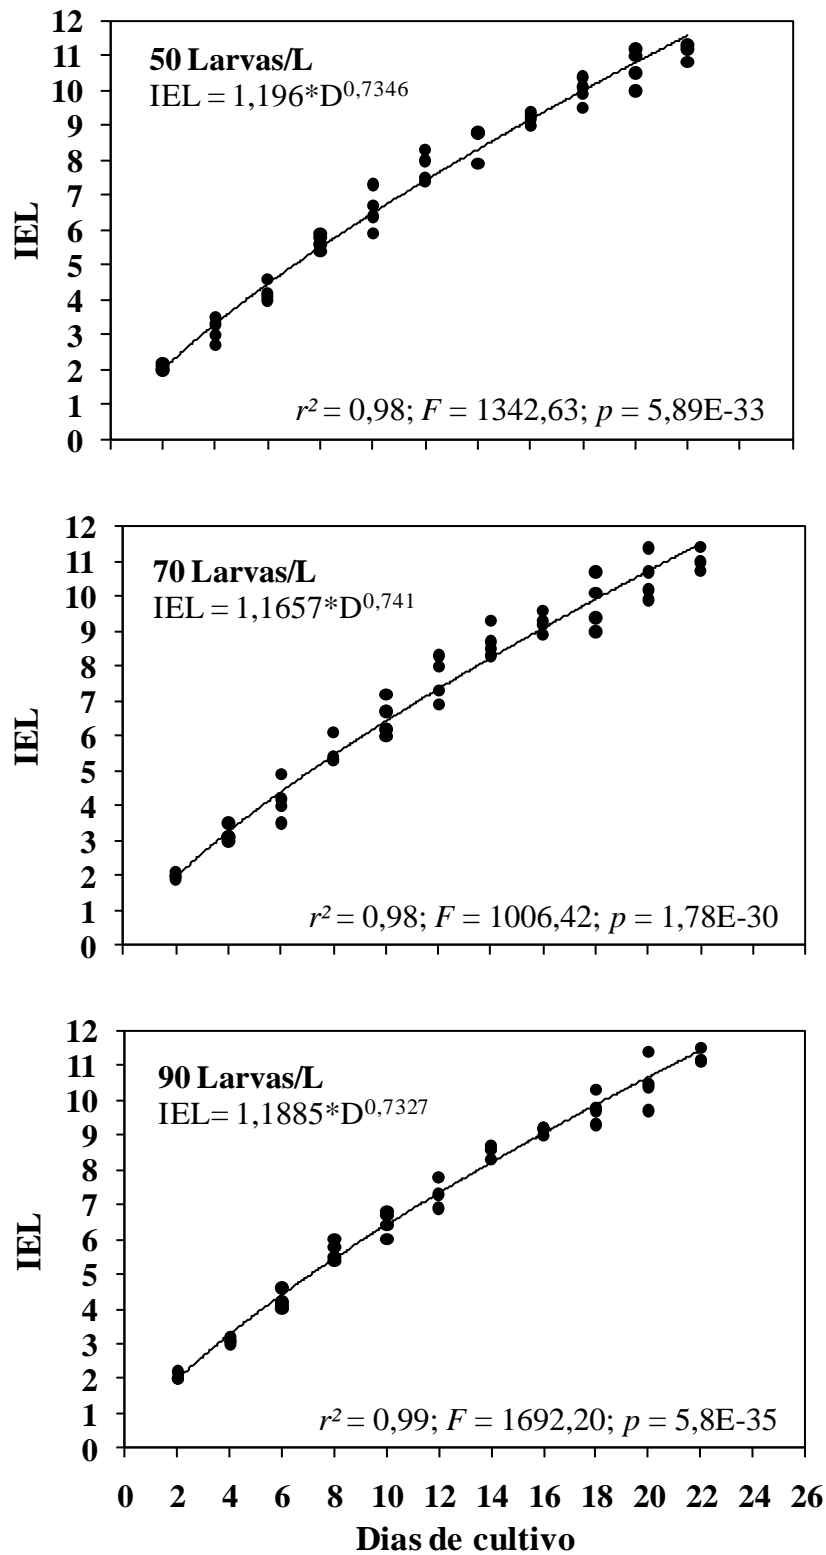 12
11
10
9
8
7
6
5
4
3
2
1
0
IEL
50 Larvas/L
IEL = 1,196*D^0,7346
r² = 0,98; F = 1342,63; p = 5,89E-33
12
11
10
9
8
7
6
5
4
3
2
1
0
IEL
70 Larvas/L
IEL = 1,1657*D^0,741
r² = 0,98; F = 1006,42; p = 1,78E-30
12
11
10
9
8
7
6
5
4
3
2
1
0
IEL
90 Larvas/L
IEL= 1,1885*D^0,7327
r² = 0,99; F = 1692,20; p = 5,8E-35
0 2 4 6 8 10 12 14 16 18 20 22 24 26
Dias de cultivo